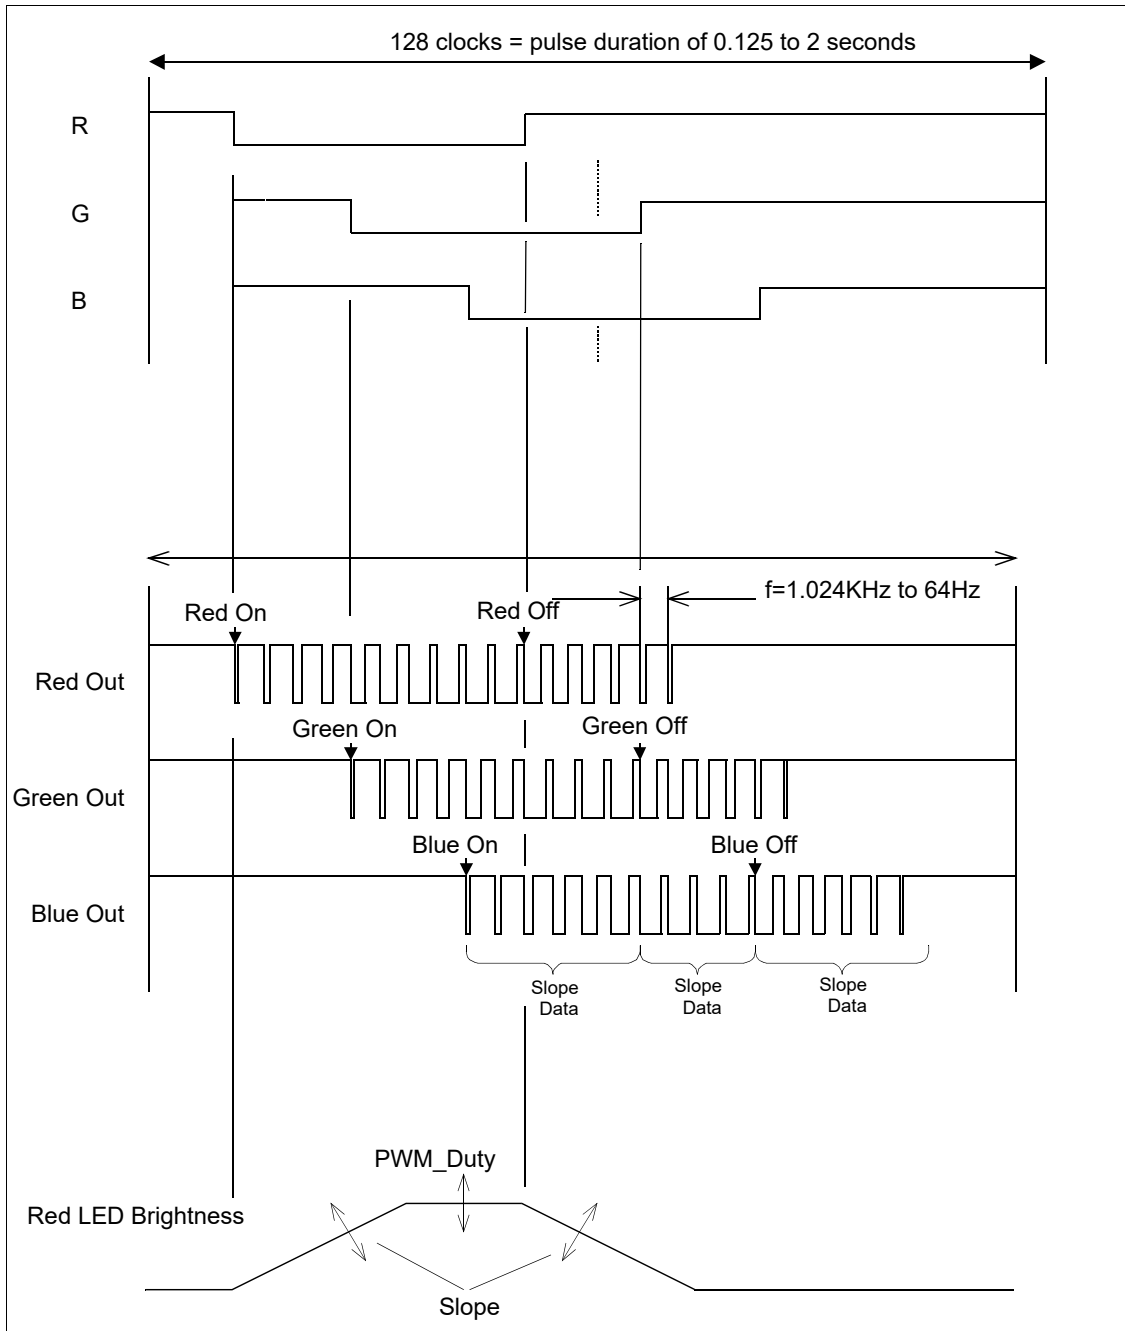 128 clocks = pulse duration of 0.125 to 2 seconds
R
G
B
f=1.024KHz to 64Hz
Red On
Red Off
Red Out
Green On
Green Off
Green Out
Blue On
Blue Off
Blue Out
Slope
Data
Slope
Data
Slope
Data
PWM_Duty
Red LED Brightness
Slope